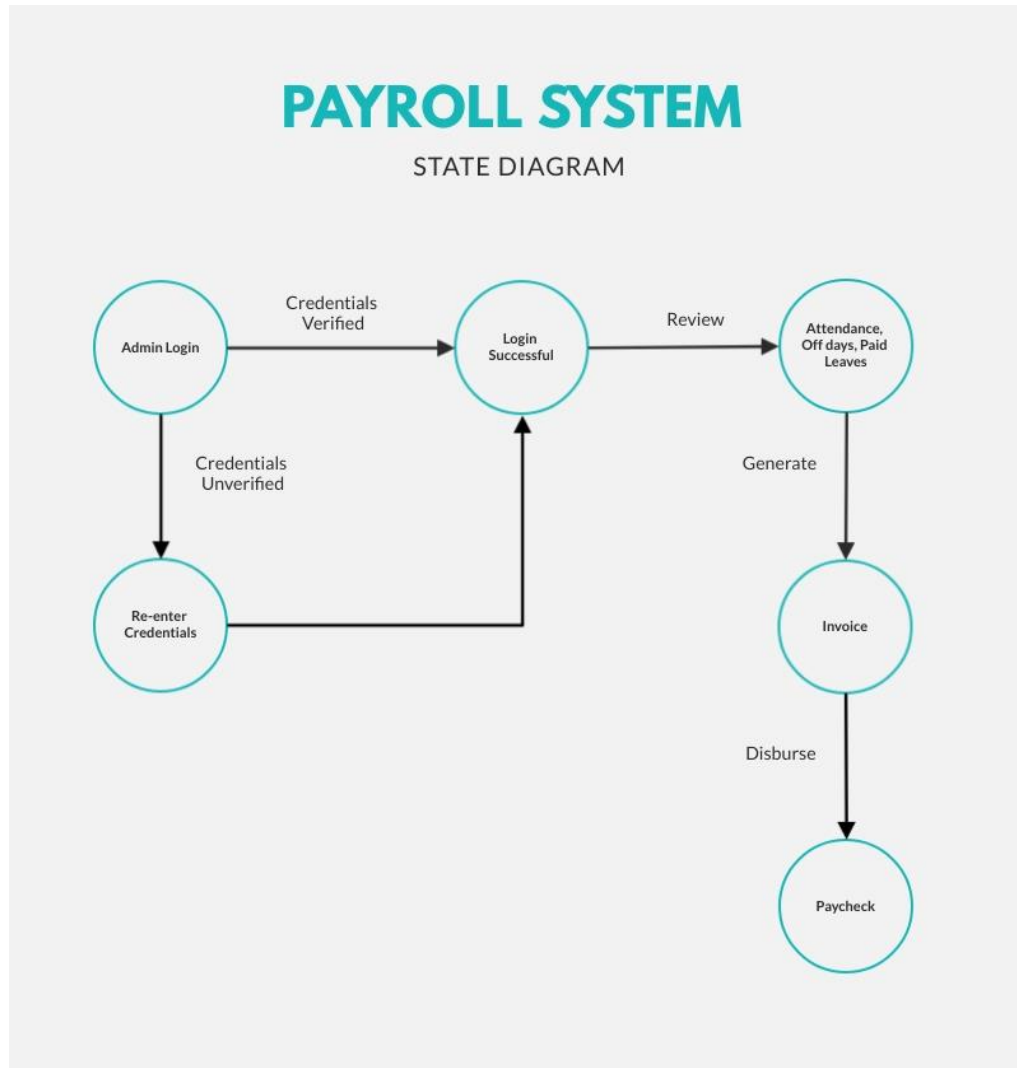 PAYROLL SYSTEM
STATE DIAGRAM
Admin Login
Credentials
Verified
Login
Successful
Review
Attendance,
Off days, Paid
Leaves
Credentials
Unverified
Generate
Re-enter
Credentials
Invoice
Disburse
Paycheck